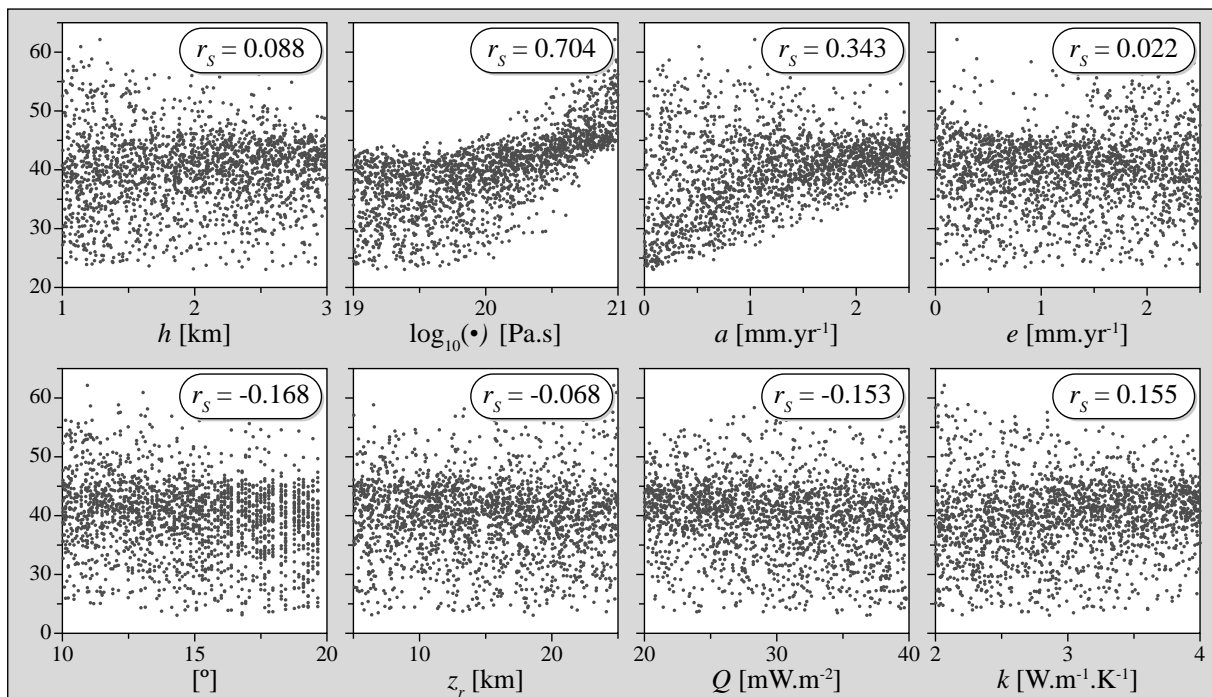 r_S = 0.088
r_S = 0.704
r_S = 0.343
r_S = 0.022
60
50
40
30
20
1 2 3
19 20 21
0 1 2
0 1 2
h [km]
log₁₀(•) [Pa.s]
a [mm.yr⁻¹]
e [mm.yr⁻¹]
r_S = -0.168
r_S = -0.068
r_S = -0.153
r_S = 0.155
60
50
40
30
0
10 15 20
10 20
20 30 40
2 3 4
[º]
z_r [km]
Q [mW.m⁻²]
k [W.m⁻¹.K⁻¹]